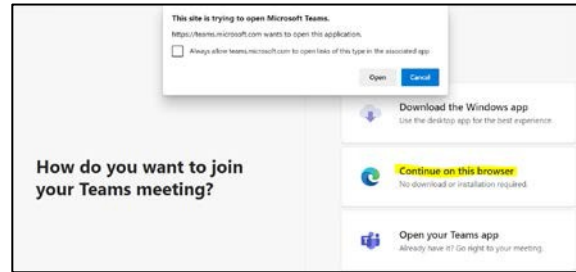 This site is trying to open Microsoft Teams.
https://teams.microsoft.com wants to open this application.
Always allow teams.microsoft.com to open links of this type in the associated app
Open Cancel
Download the Windows app
Use the desktop app for the best experience.
How do you want to join
your Teams meeting?
Continue on this browser
No download or installation required.
Open your Teams app
Already have it? Go right to your meeting.